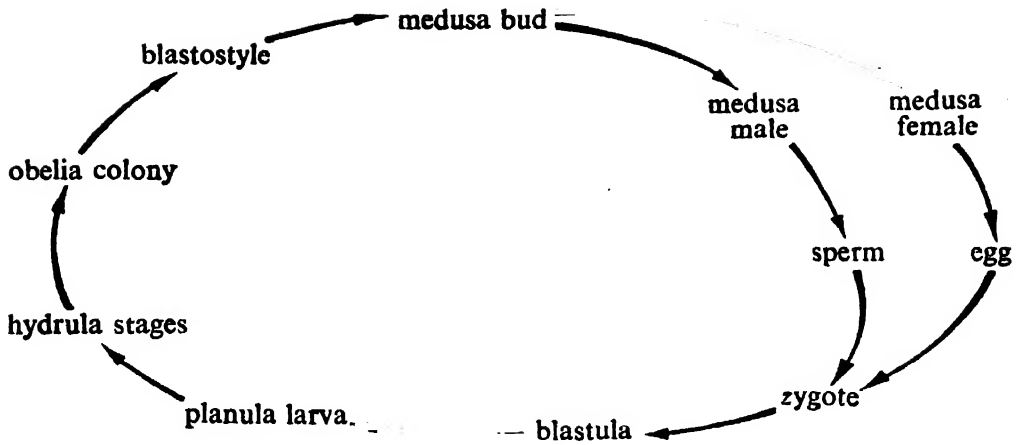 medusa bud
blastostyle
medusa
male
medusa
female
obelia colony
sperm
egg
hydrula stages
zygote
planula larva.
blastula